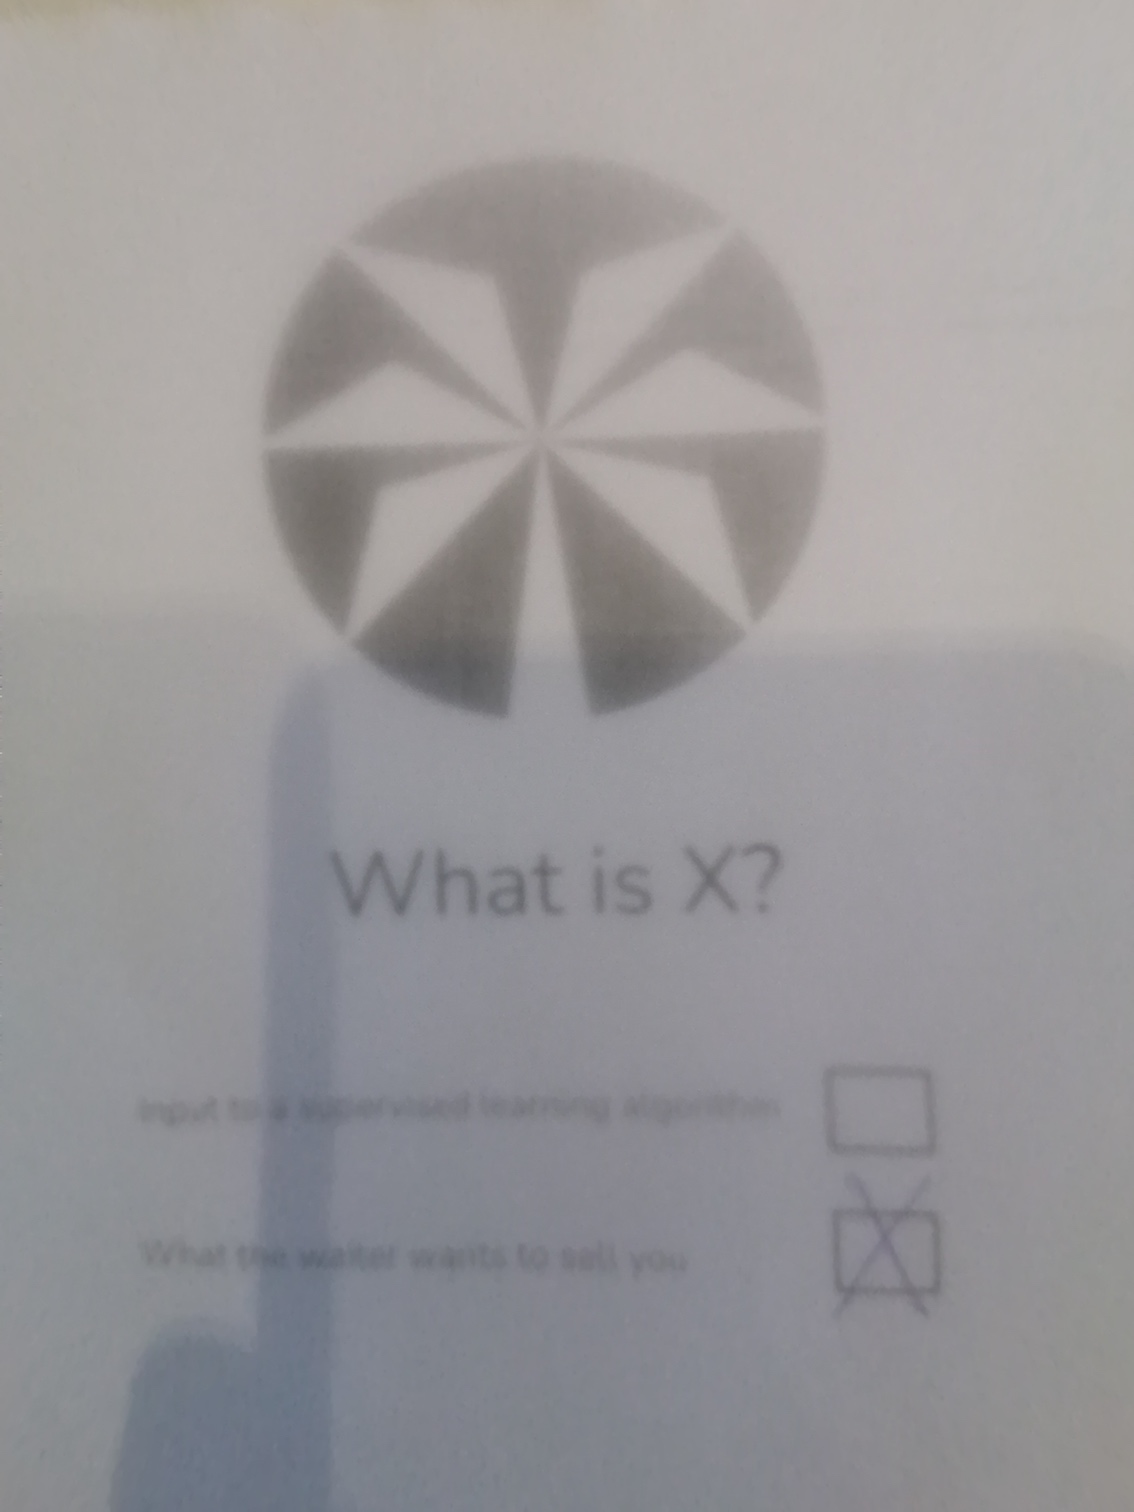 What is X?
Input to a supervised learning algorithm
What the waiter wants to sell you